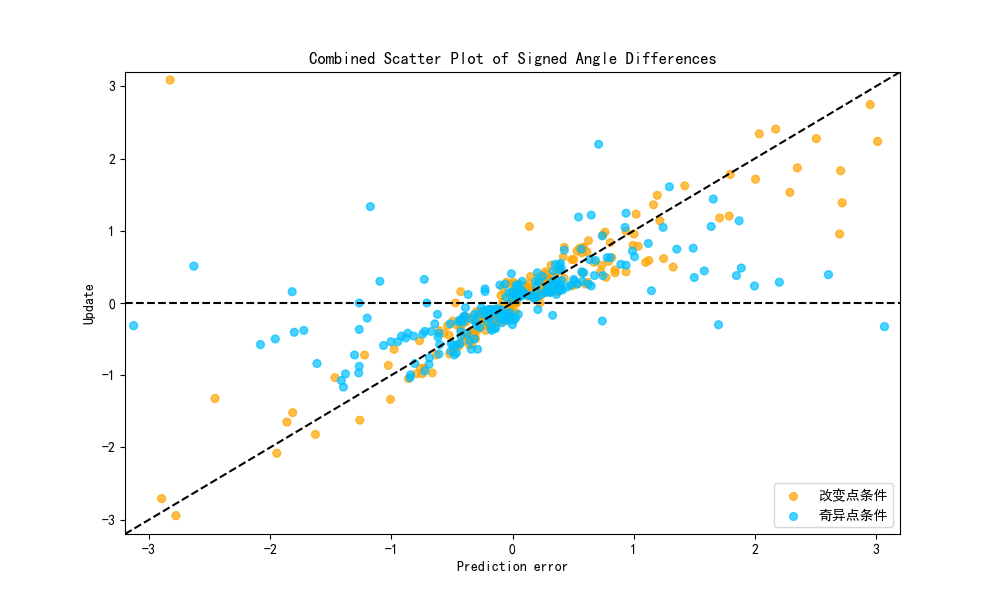 Combined Scatter Plot of Signed Angle Differences
Update
3
2
1
0
−1
−2
−3
−3
−2
−1
0
1
2
3
Prediction error
改变点条件
奇异点条件